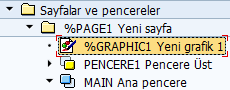 Sayfalar ve pencereler
%PAGE1 Yeni sayfa
%GRAPHIC1 Yeni grafik 1
PENCERE1 Pencere Üst
MAIN Ana pencere